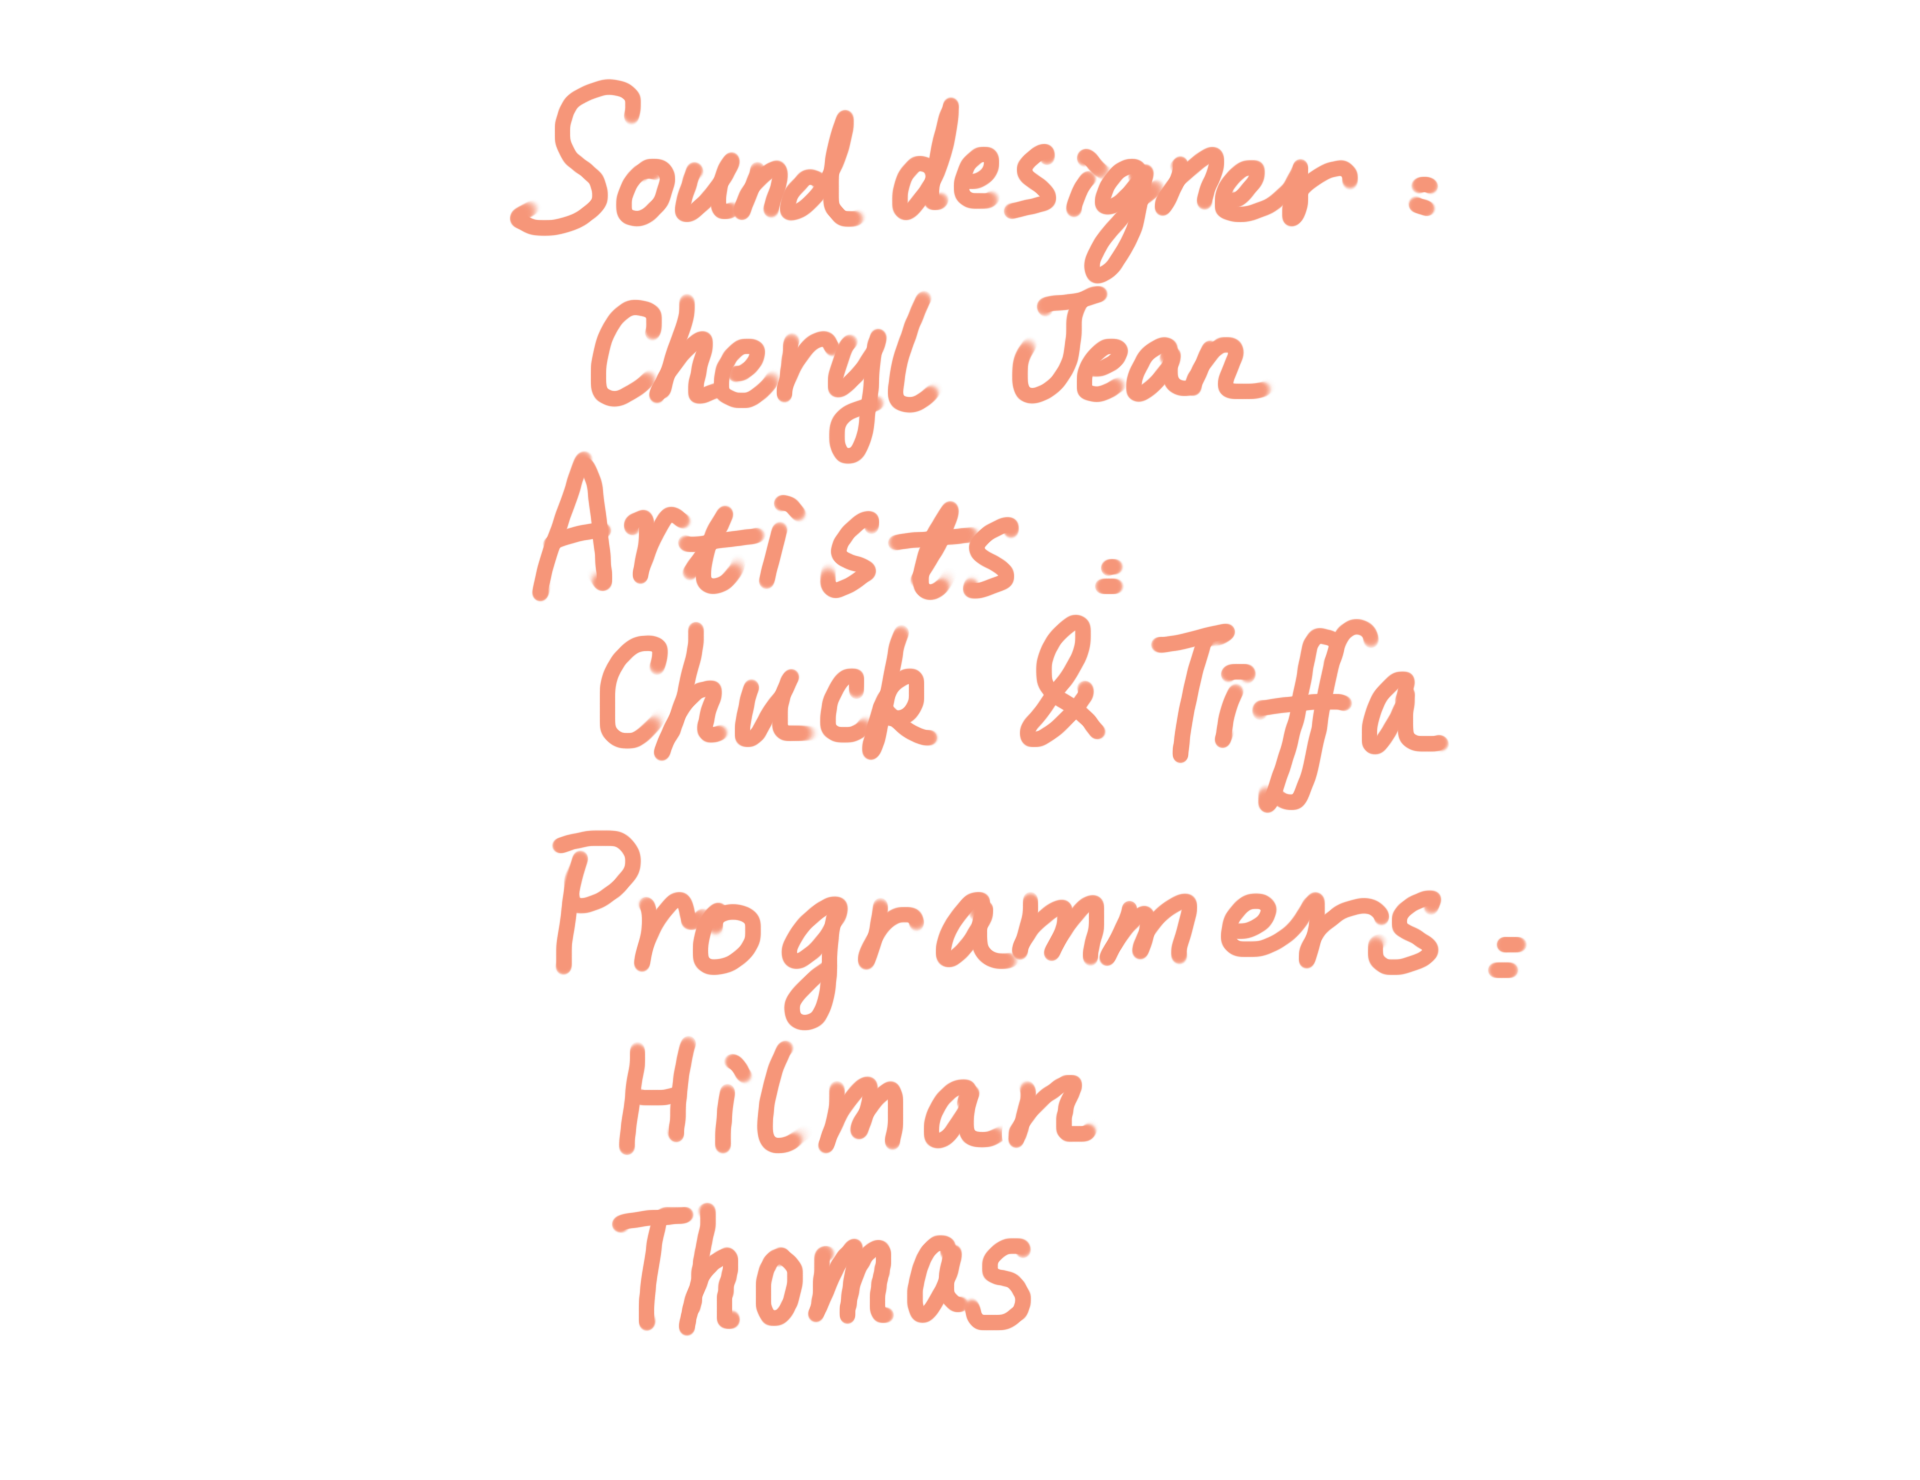 Sound designer:
Cheryl Jean
Artists:
Chuck & Tiffa
Programmers:
Hilman
Thomas